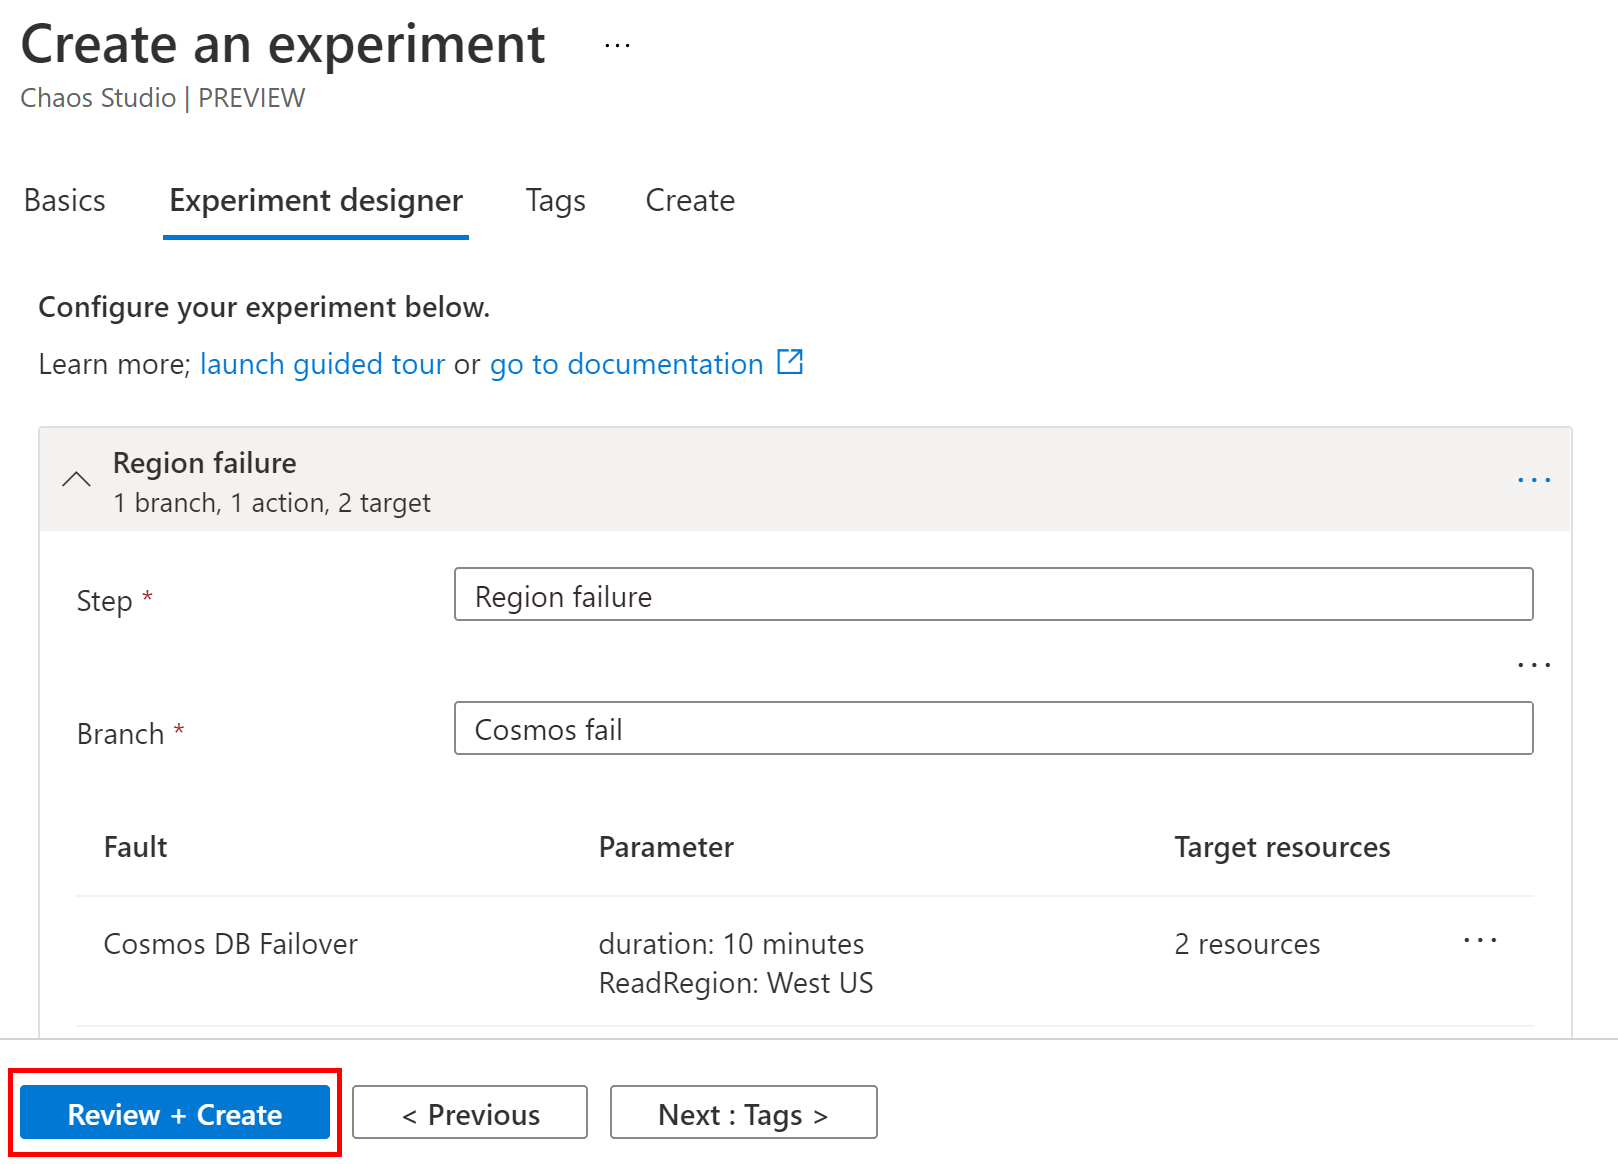 Create an experiment ...
Chaos Studio | PREVIEW
Basics Experiment designer Tags Create
Configure your experiment below.
Learn more; launch guided tour or go to documentation
Region failure
1 branch, 1 action, 2 target
...
Step * Region failure
...
Branch * Cosmos fail
Fault Parameter Target resources
Cosmos DB Failover duration: 10 minutes 2 resources ...
ReadRegion: West US
Review + Create < Previous Next : Tags >